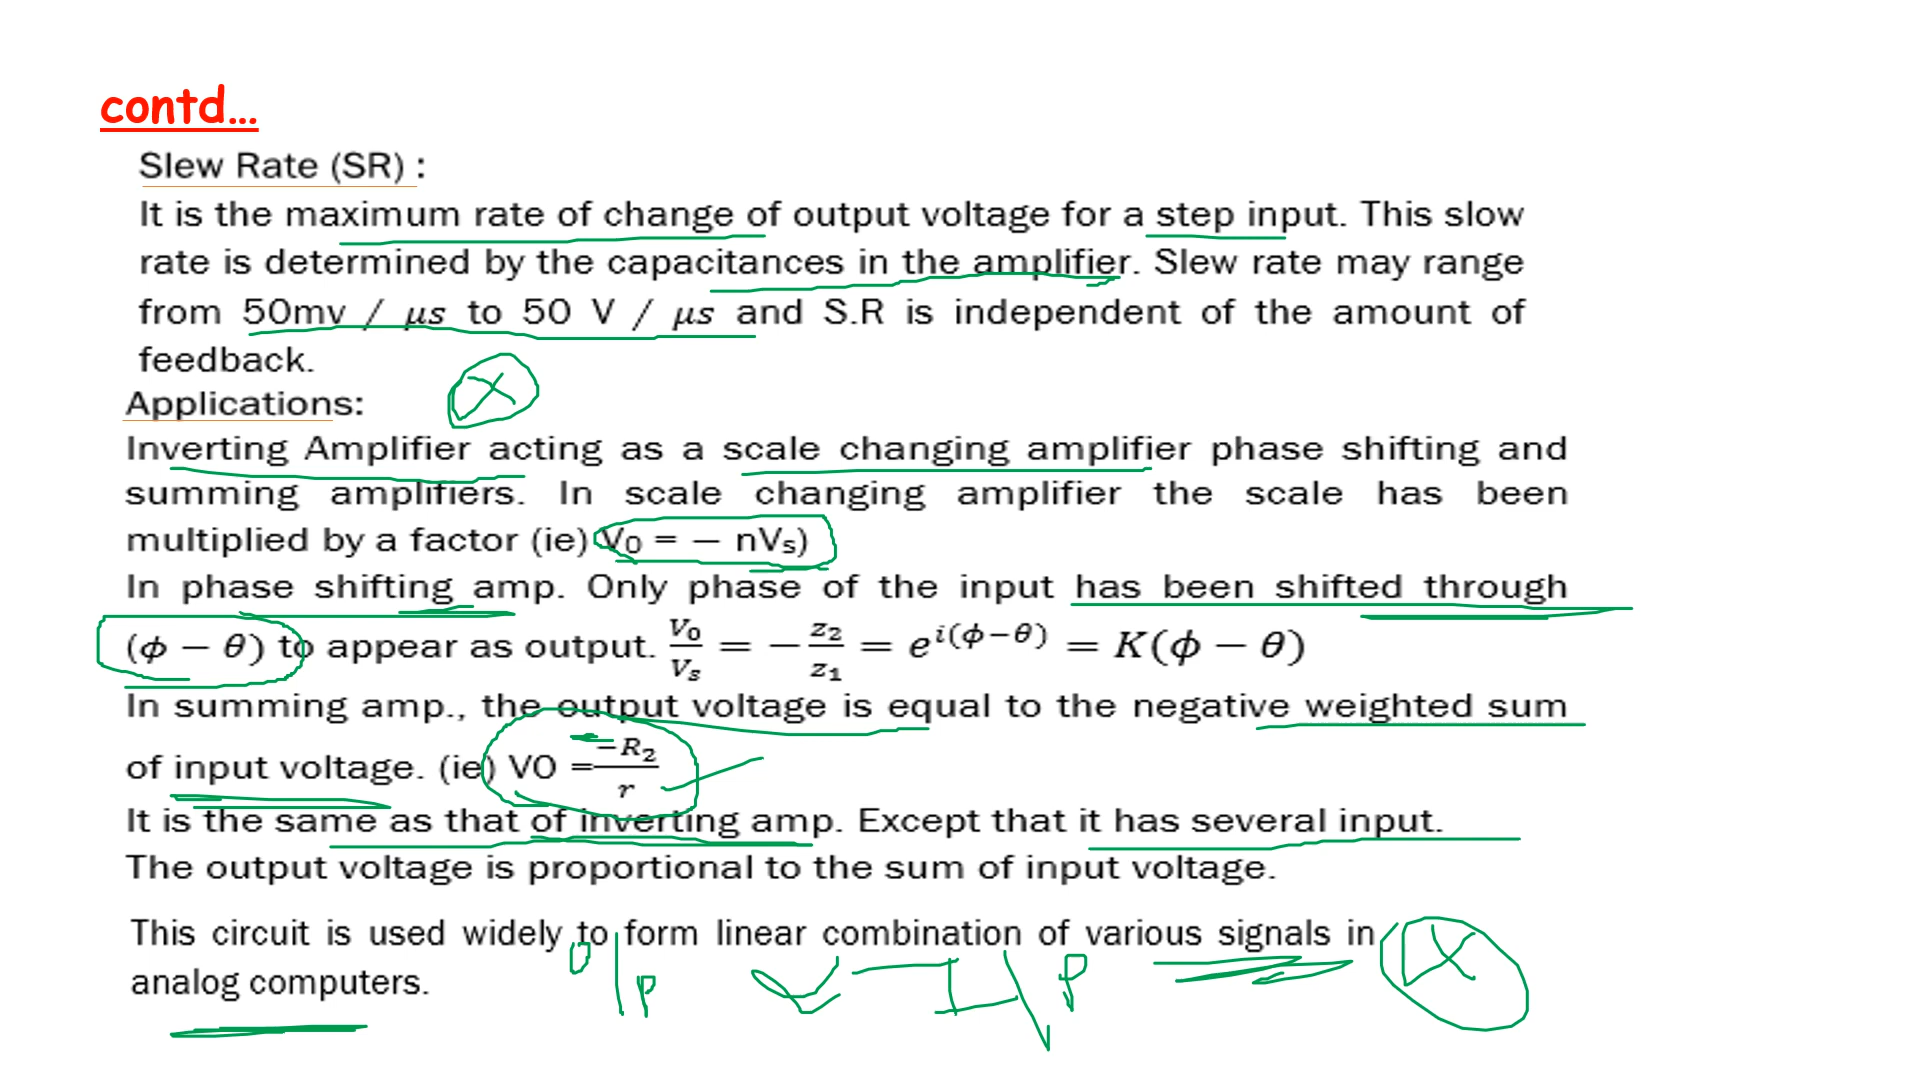 contd...
Slew Rate (SR) :
It is the maximum rate of change of output voltage for a step input. This slow
rate is determined by the capacitances in the amplifier. Slew rate may range
from 50mv / μs to 50 V / μs and S.R is independent of the amount of
feedback.
Applications:
Inverting Amplifier acting as a scale changing amplifier phase shifting and
summing amplifiers. In scale changing amplifier the scale has been
multiplied by a factor (ie) V₀ = − nVₛ)
In phase shifting amp. Only phase of the input has been shifted through
(ϕ − θ) to appear as output. V₀/Vₛ = −z₂/z₁ = e^{i(ϕ−θ)} = K(ϕ − θ)
In summing amp., the output voltage is equal to the negative weighted sum
of input voltage. (ie) VO = −R₂/r
It is the same as that of inverting amp. Except that it has several input.
The output voltage is proportional to the sum of input voltage.
This circuit is used widely to form linear combination of various signals in
analog computers.
o/p I/p